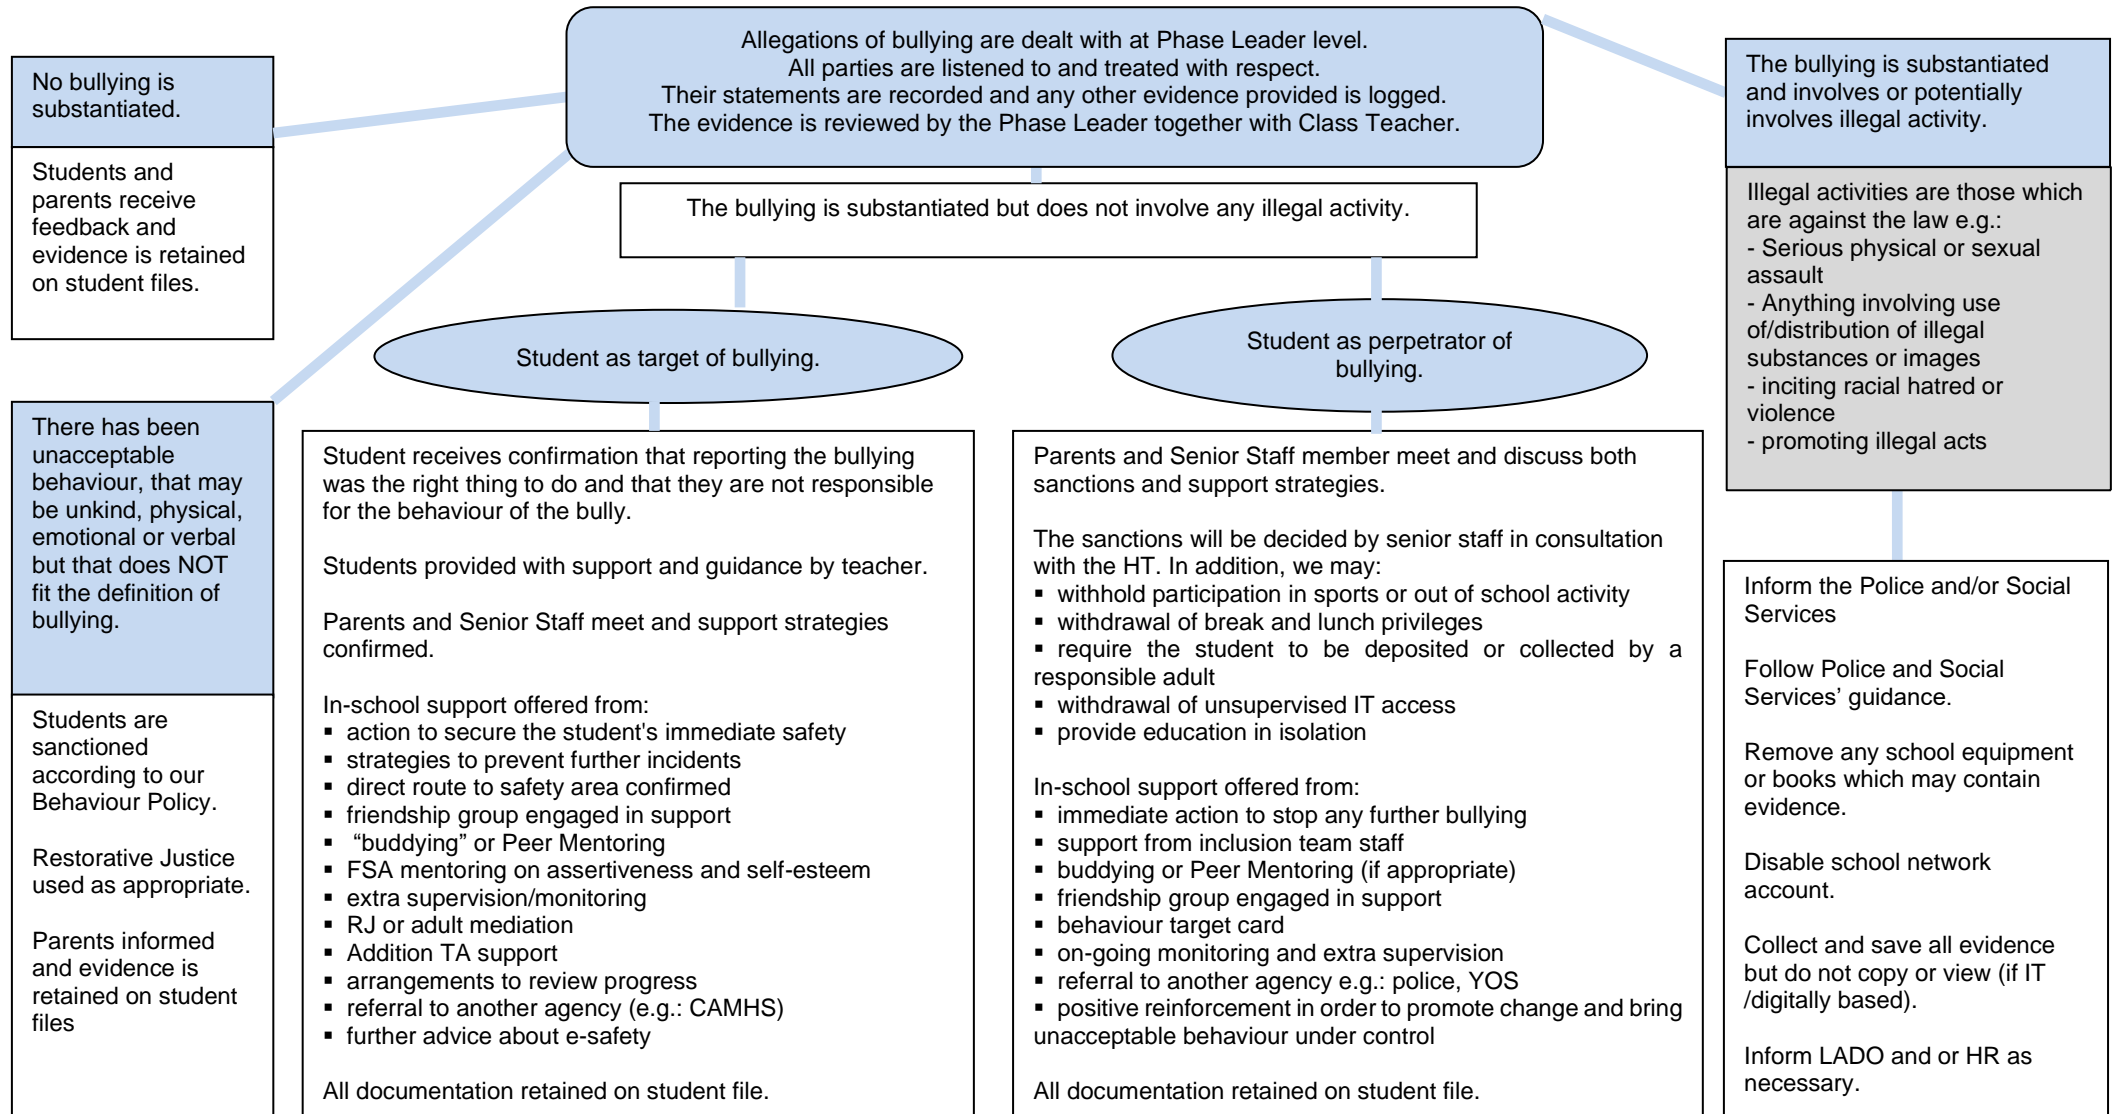 Allegations of bullying are dealt with at Phase Leader level.
All parties are listened to and treated with respect.
Their statements are recorded and any other evidence provided is logged.
The evidence is reviewed by the Phase Leader together with Class Teacher.
No bullying is
substantiated.
Students and
parents receive
feedback and
evidence is retained
on student files.
There has been
unacceptable
behaviour, that may
be unkind, physical,
emotional or verbal
but that does NOT
fit the definition of
bullying.
Students are
sanctioned
according to our
Behaviour Policy.
Restorative Justice
used as appropriate.
Parents informed
and evidence is
retained on student
files
The bullying is substantiated but does not involve any illegal activity.
Student as target of bullying.
Student receives confirmation that reporting the bullying
was the right thing to do and that they are not responsible
for the behaviour of the bully.
Students provided with support and guidance by teacher.
Parents and Senior Staff meet and support strategies
confirmed.
In-school support offered from:
▪ action to secure the student's immediate safety
▪ strategies to prevent further incidents
▪ direct route to safety area confirmed
▪ friendship group engaged in support
▪ “buddying” or Peer Mentoring
▪ FSA mentoring on assertiveness and self-esteem
▪ extra supervision/monitoring
▪ RJ or adult mediation
▪ Addition TA support
▪ arrangements to review progress
▪ referral to another agency (e.g.: CAMHS)
▪ further advice about e-safety
All documentation retained on student file.
Student as perpetrator of
bullying.
Parents and Senior Staff member meet and discuss both
sanctions and support strategies.
The sanctions will be decided by senior staff in consultation
with the HT. In addition, we may:
▪ withhold participation in sports or out of school activity
▪ withdrawal of break and lunch privileges
▪ require the student to be deposited or collected by a
responsible adult
▪ withdrawal of unsupervised IT access
▪ provide education in isolation
In-school support offered from:
▪ immediate action to stop any further bullying
▪ support from inclusion team staff
▪ buddying or Peer Mentoring (if appropriate)
▪ friendship group engaged in support
▪ behaviour target card
▪ on-going monitoring and extra supervision
▪ referral to another agency e.g.: police, YOS
▪ positive reinforcement in order to promote change and bring
unacceptable behaviour under control
All documentation retained on student file.
The bullying is substantiated
and involves or potentially
involves illegal activity.
Illegal activities are those which
are against the law e.g.:
- Serious physical or sexual
assault
- Anything involving use
of/distribution of illegal
substances or images
- inciting racial hatred or
violence
- promoting illegal acts
Inform the Police and/or Social
Services
Follow Police and Social
Services’ guidance.
Remove any school equipment
or books which may contain
evidence.
Disable school network
account.
Collect and save all evidence
but do not copy or view (if IT
/digitally based).
Inform LADO and or HR as
necessary.